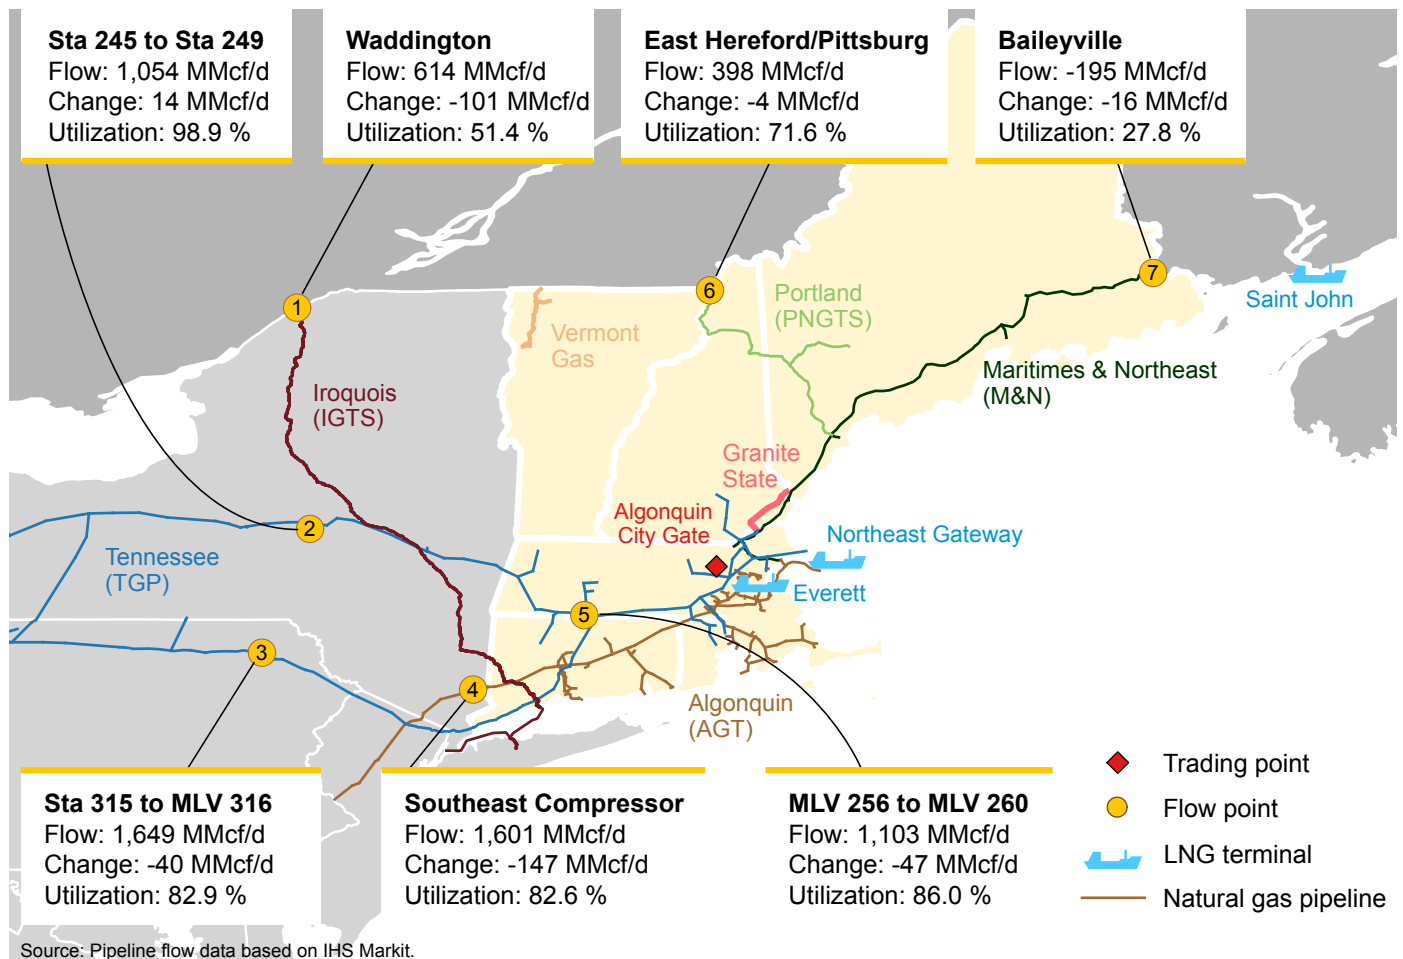 Sta 245 to Sta 249
Flow: 1,054 MMcf/d
Change: 14 MMcf/d
Utilization: 98.9 %
Waddington
Flow: 614 MMcf/d
Change: -101 MMcf/d
Utilization: 51.4 %
East Hereford/Pittsburg
Flow: 398 MMcf/d
Change: -4 MMcf/d
Utilization: 71.6 %
Baileyville
Flow: -195 MMcf/d
Change: -16 MMcf/d
Utilization: 27.8 %
1
6
7
Portland
(PNGTS)
Saint John
Vermont
Gas
Iroquois
(IGTS)
Maritimes & Northeast
(M&N)
Granite
State
Algonquin
City Gate
2
Northeast Gateway
Tennessee
(TGP)
Everett
5
3
4
Algonquin
(AGT)
Sta 315 to MLV 316
Flow: 1,649 MMcf/d
Change: -40 MMcf/d
Utilization: 82.9 %
Southeast Compressor
Flow: 1,601 MMcf/d
Change: -147 MMcf/d
Utilization: 82.6 %
MLV 256 to MLV 260
Flow: 1,103 MMcf/d
Change: -47 MMcf/d
Utilization: 86.0 %
Trading point
Flow point
LNG terminal
Natural gas pipeline
Source: Pipeline flow data based on IHS Markit.